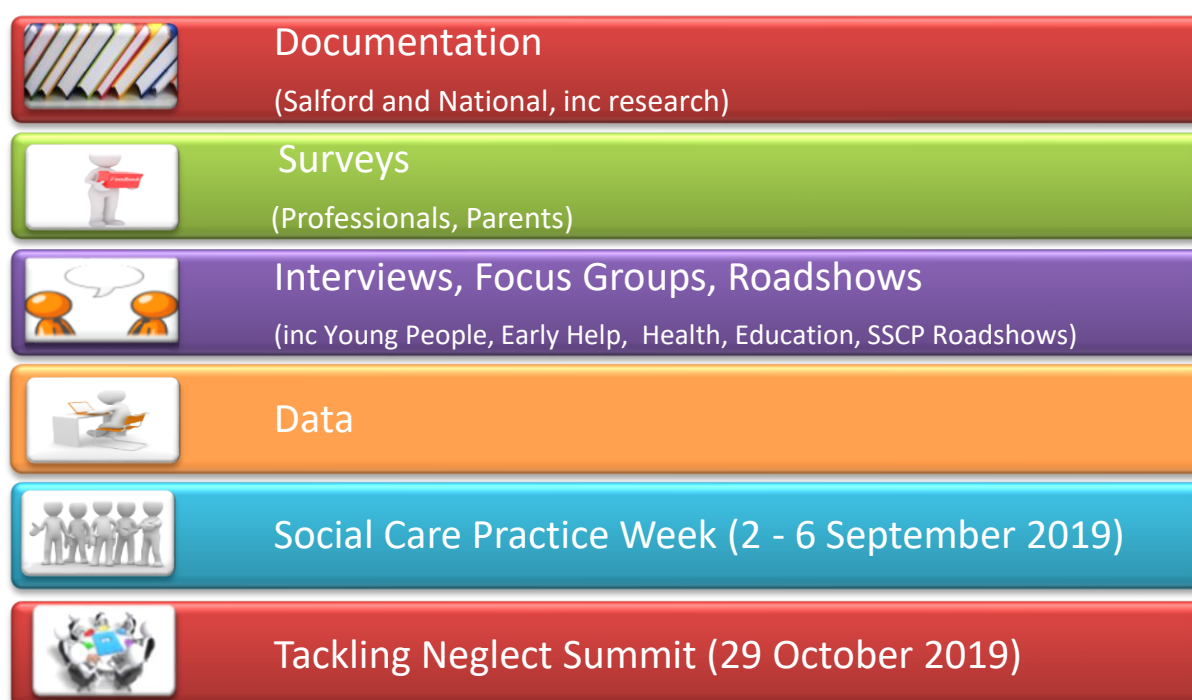 Documentation
(Salford and National, inc research)
Surveys
(Professionals, Parents)
Feedback
Interviews, Focus Groups, Roadshows
(inc Young People, Early Help, Health, Education, SSCP Roadshows)
Data
Social Care Practice Week (2 - 6 September 2019)
Tackling Neglect Summit (29 October 2019)